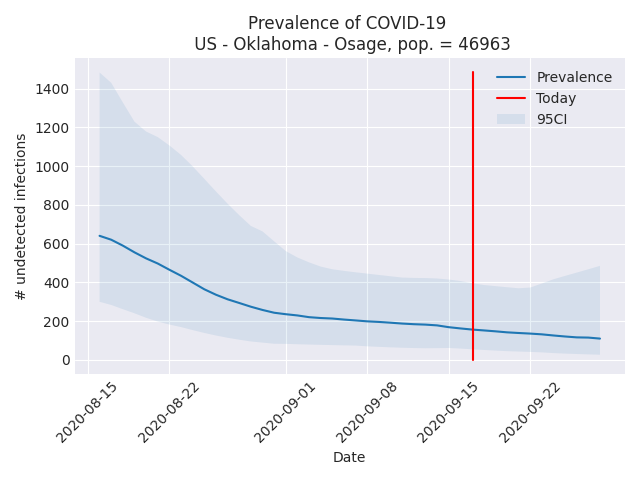 Prevalence of COVID-19
US - Oklahoma - Osage, pop. = 46963
Prevalence
Today
95CI
# undetected infections
1400
1200
1000
800
600
400
200
0
2020-08-15
2020-08-22
2020-09-01
2020-09-08
2020-09-15
2020-09-22
Date